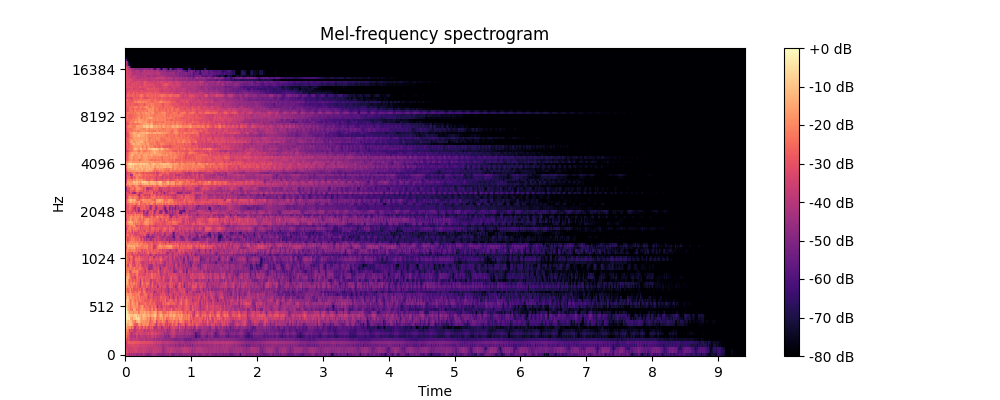 Mel-frequency spectrogram
Hz
16384
8192
4096
2048
1024
512
0
0 1 2 3 4 5 6 7 8 9
Time
+0 dB
-10 dB
-20 dB
-30 dB
-40 dB
-50 dB
-60 dB
-70 dB
-80 dB